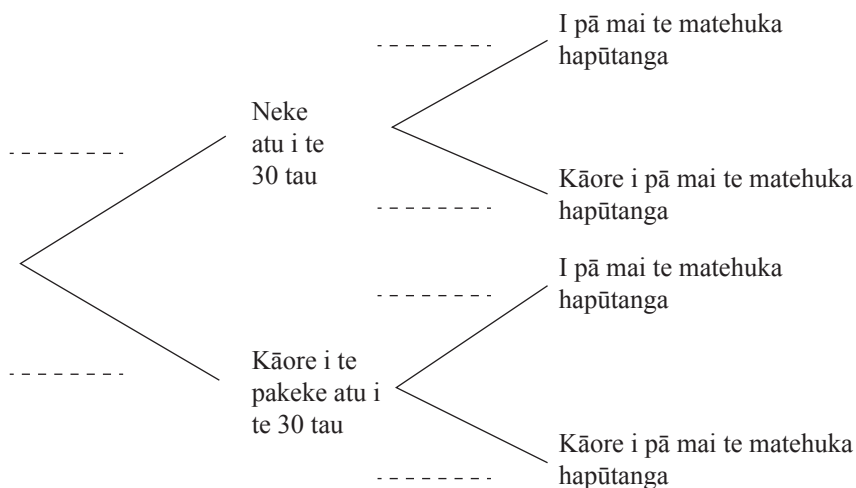 I pā mai te matehuka
hapūtanga
Neke
atu i te
30 tau
Kāore i pā mai te matehuka
hapūtanga
I pā mai te matehuka
hapūtanga
Kāore i te
pakeke atu i
te 30 tau
Kāore i pā mai te matehuka
hapūtanga